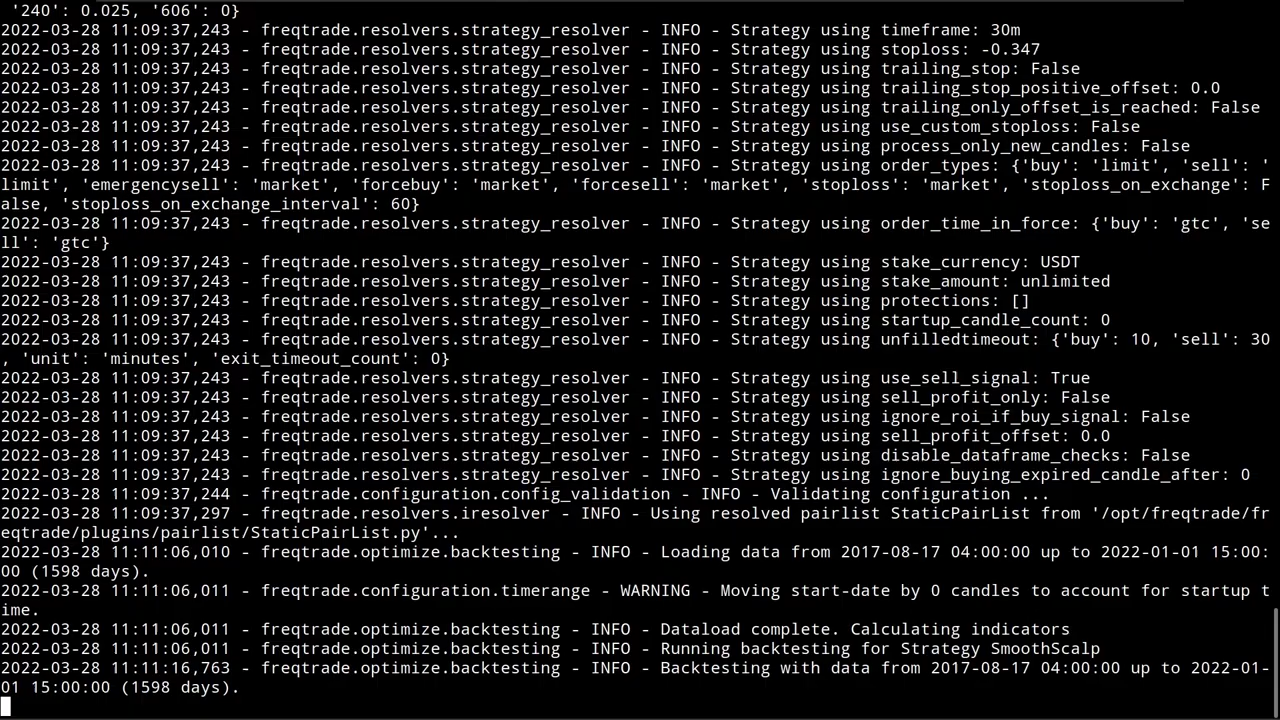 '240': 0.025, '606': 0}
2022-03-28 11:09:37,243 - freqtrade.resolvers.strategy_resolver - INFO - Strategy using timeframe: 30m
2022-03-28 11:09:37,243 - freqtrade.resolvers.strategy_resolver - INFO - Strategy using stoploss: -0.347
2022-03-28 11:09:37,243 - freqtrade.resolvers.strategy_resolver - INFO - Strategy using trailing_stop: False
2022-03-28 11:09:37,243 - freqtrade.resolvers.strategy_resolver - INFO - Strategy using trailing_stop_positive_offset: 0.0
2022-03-28 11:09:37,243 - freqtrade.resolvers.strategy_resolver - INFO - Strategy using trailing_only_offset_is_reached: False
2022-03-28 11:09:37,243 - freqtrade.resolvers.strategy_resolver - INFO - Strategy using use_custom_stoploss: False
2022-03-28 11:09:37,243 - freqtrade.resolvers.strategy_resolver - INFO - Strategy using process_only_new_candles: False
2022-03-28 11:09:37,243 - freqtrade.resolvers.strategy_resolver - INFO - Strategy using order_types: {'buy': 'limit', 'sell': '
limit', 'emergencysell': 'market', 'forcebuy': 'market', 'forcesell': 'market', 'stoploss': 'market', 'stoploss_on_exchange': F
alse, 'stoploss_on_exchange_interval': 60}
2022-03-28 11:09:37,243 - freqtrade.resolvers.strategy_resolver - INFO - Strategy using order_time_in_force: {'buy': 'gtc', 'se
ll': 'gtc'}
2022-03-28 11:09:37,243 - freqtrade.resolvers.strategy_resolver - INFO - Strategy using stake_currency: USDT
2022-03-28 11:09:37,243 - freqtrade.resolvers.strategy_resolver - INFO - Strategy using stake_amount: unlimited
2022-03-28 11:09:37,243 - freqtrade.resolvers.strategy_resolver - INFO - Strategy using protections: []
2022-03-28 11:09:37,243 - freqtrade.resolvers.strategy_resolver - INFO - Strategy using startup_candle_count: 0
2022-03-28 11:09:37,243 - freqtrade.resolvers.strategy_resolver - INFO - Strategy using unfilledtimeout: {'buy': 10, 'sell': 30
, 'unit': 'minutes', 'exit_timeout_count': 0}
2022-03-28 11:09:37,243 - freqtrade.resolvers.strategy_resolver - INFO - Strategy using use_sell_signal: True
2022-03-28 11:09:37,243 - freqtrade.resolvers.strategy_resolver - INFO - Strategy using sell_profit_only: False
2022-03-28 11:09:37,243 - freqtrade.resolvers.strategy_resolver - INFO - Strategy using ignore_roi_if_buy_signal: False
2022-03-28 11:09:37,243 - freqtrade.resolvers.strategy_resolver - INFO - Strategy using sell_profit_offset: 0.0
2022-03-28 11:09:37,243 - freqtrade.resolvers.strategy_resolver - INFO - Strategy using disable_dataframe_checks: False
2022-03-28 11:09:37,243 - freqtrade.resolvers.strategy_resolver - INFO - Strategy using ignore_buying_expired_candle_after: 0
2022-03-28 11:09:37,244 - freqtrade.configuration.config_validation - INFO - Validating configuration ...
2022-03-28 11:09:37,297 - freqtrade.resolvers.iresolver - INFO - Using resolved pairlist StaticPairList from '/opt/freqtrade/fr
eqtrade/plugins/pairlist/StaticPairList.py'...
2022-03-28 11:11:06,010 - freqtrade.optimize.backtesting - INFO - Loading data from 2017-08-17 04:00:00 up to 2022-01-01 15:00:
00 (1598 days).
2022-03-28 11:11:06,011 - freqtrade.configuration.timerange - WARNING - Moving start-date by 0 candles to account for startup t
ime.
2022-03-28 11:11:06,011 - freqtrade.optimize.backtesting - INFO - Dataload complete. Calculating indicators
2022-03-28 11:11:06,011 - freqtrade.optimize.backtesting - INFO - Running backtesting for Strategy SmoothScalp
2022-03-28 11:11:16,763 - freqtrade.optimize.backtesting - INFO - Backtesting with data from 2017-08-17 04:00:00 up to 2022-01-
01 15:00:00 (1598 days).